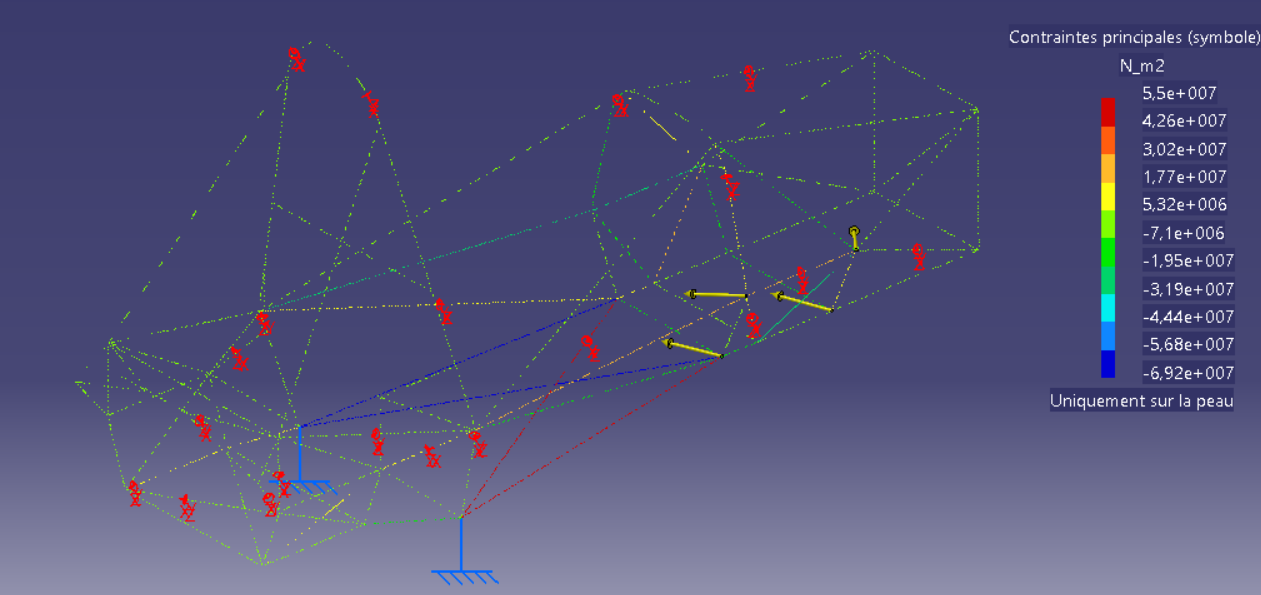 Contraintes principales (symbole)
N_m2
5,5e+007
4,26e+007
3,02e+007
1,77e+007
5,32e+006
-7,1e+006
-1,95e+007
-3,19e+007
-4,44e+007
-5,68e+007
-6,92e+007
Uniquement sur la peau